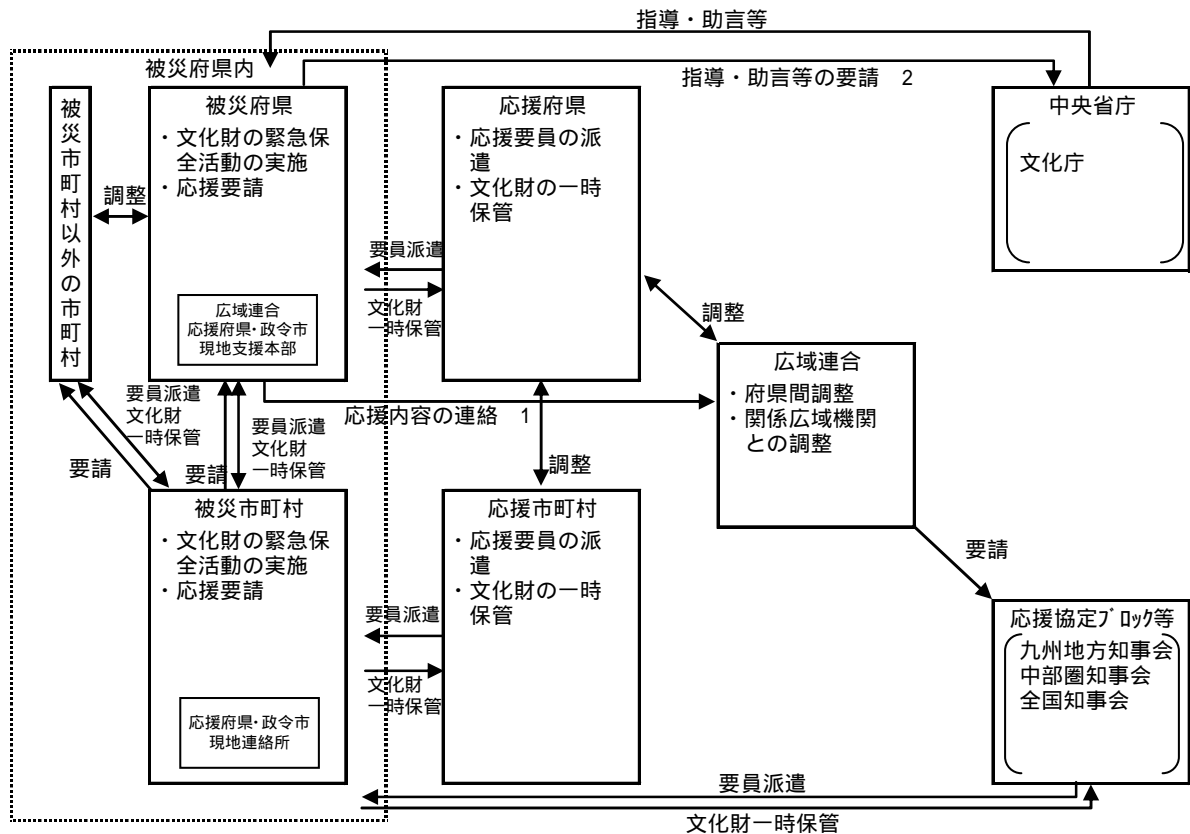 指導・助言等
被災府県内
指導・助言等の要請 2
被災市町村以外の市町村
調整
被災府県
・文化財の緊急保
全活動の実施
・応援要請
広域連合
応援府県・政令市
現地支援本部
要員派遣
文化財
一時保管
応援府県
・応援要員の派
遣
・文化財の一時
保管
中央省庁
文化庁
調整
広域連合
・府県間調整
・関係広域機関
との調整
応援内容の連絡 1
要員派遣
文化財
一時保管
要請
要請
要員派遣
文化財
一時保管
調整
被災市町村
・文化財の緊急保
全活動の実施
・応援要請
応援府県・政令市
現地連絡所
要員派遣
文化財
一時保管
応援市町村
・応援要員の派
遣
・文化財の一時
保管
要請
応援協定ﾌﾞﾛｯｸ等
九州地方知事会
中部圏知事会
全国知事会
要員派遣
文化財一時保管